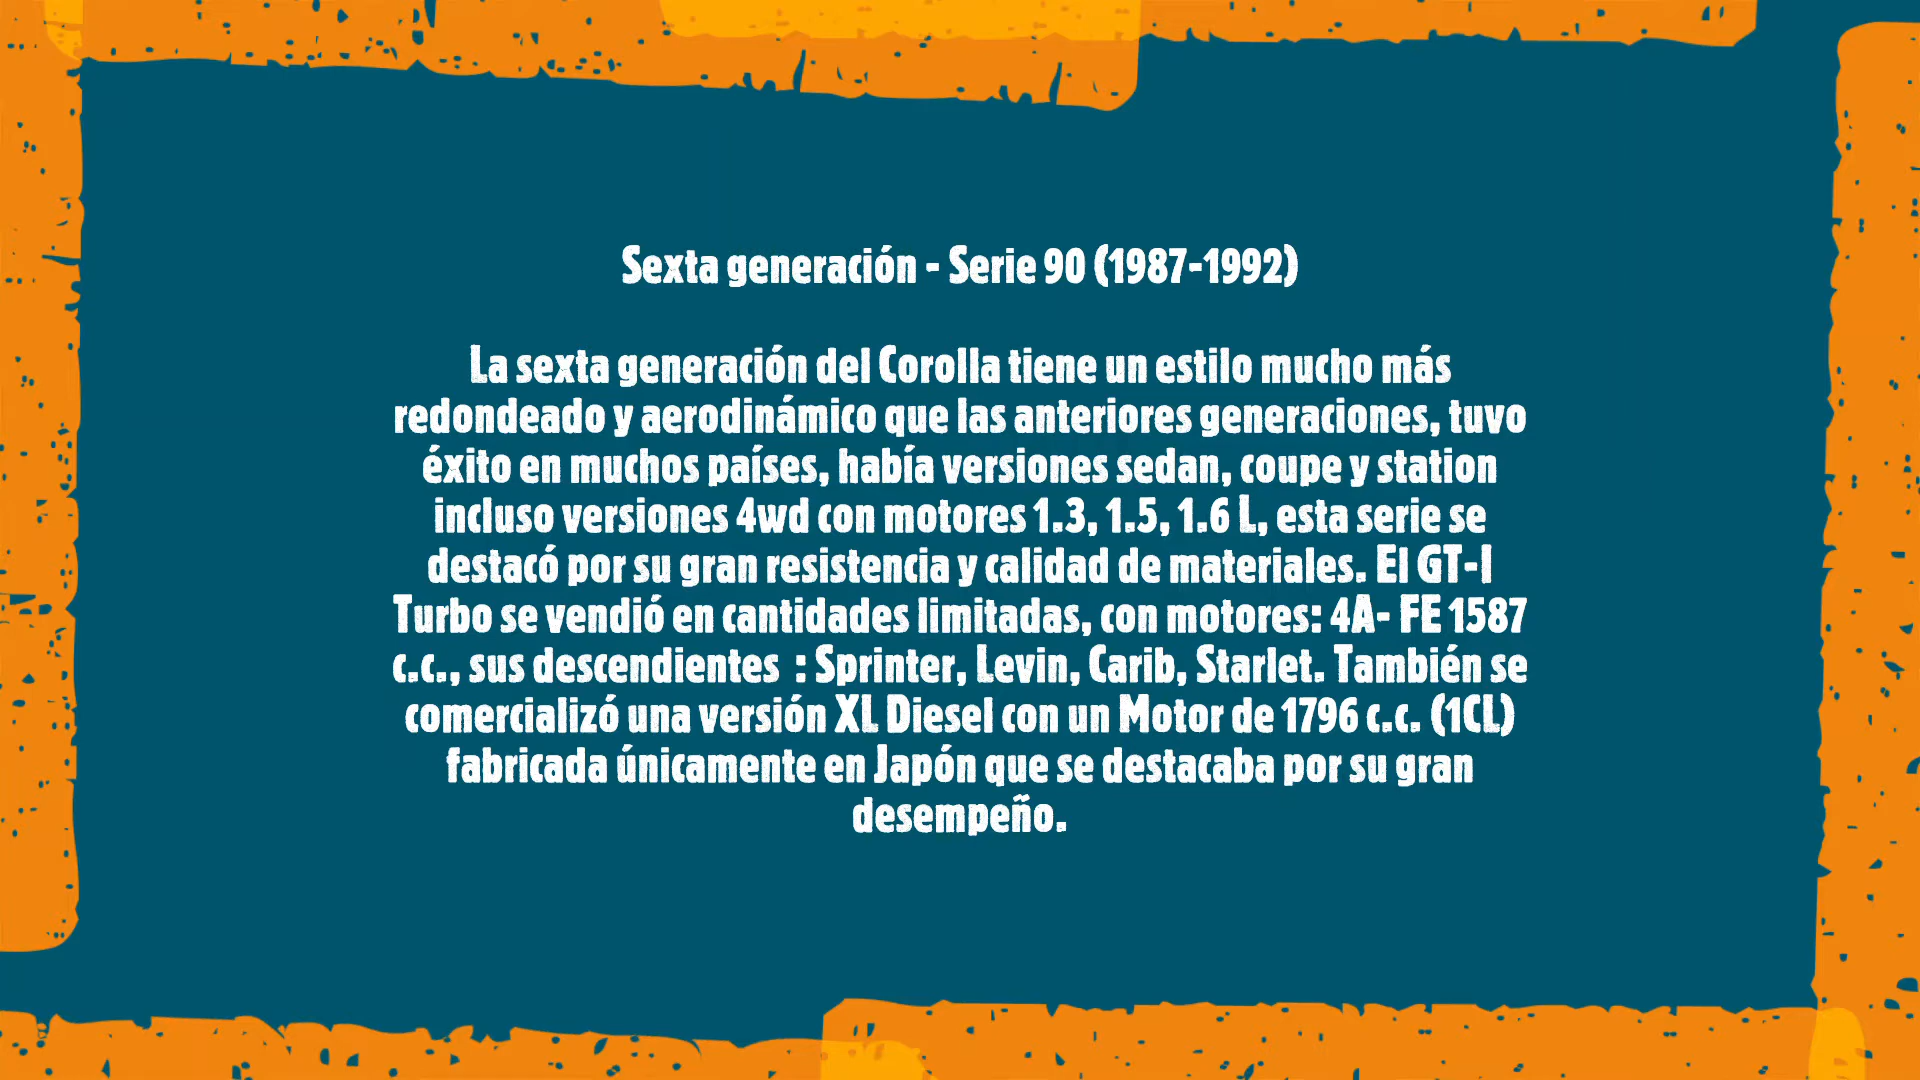 Sexta generación - Serie 90 (1987-1992)
La sexta generación del Corolla tiene un estilo mucho más
redondeado y aerodinámico que las anteriores generaciones, tuvo
éxito en muchos países, había versiones sedan, coupe y station
incluso versiones 4wd con motores 1.3, 1.5, 1.6 L, esta serie se
destacó por su gran resistencia y calidad de materiales. El GT-I
Turbo se vendió en cantidades limitadas, con motores: 4A- FE 1587
c.c., sus descendientes : Sprinter, Levin, Carib, Starlet. También se
comercializó una versión XL Diesel con un Motor de 1796 c.c. (1CL)
fabricada únicamente en Japón que se destacaba por su gran
desempeño.